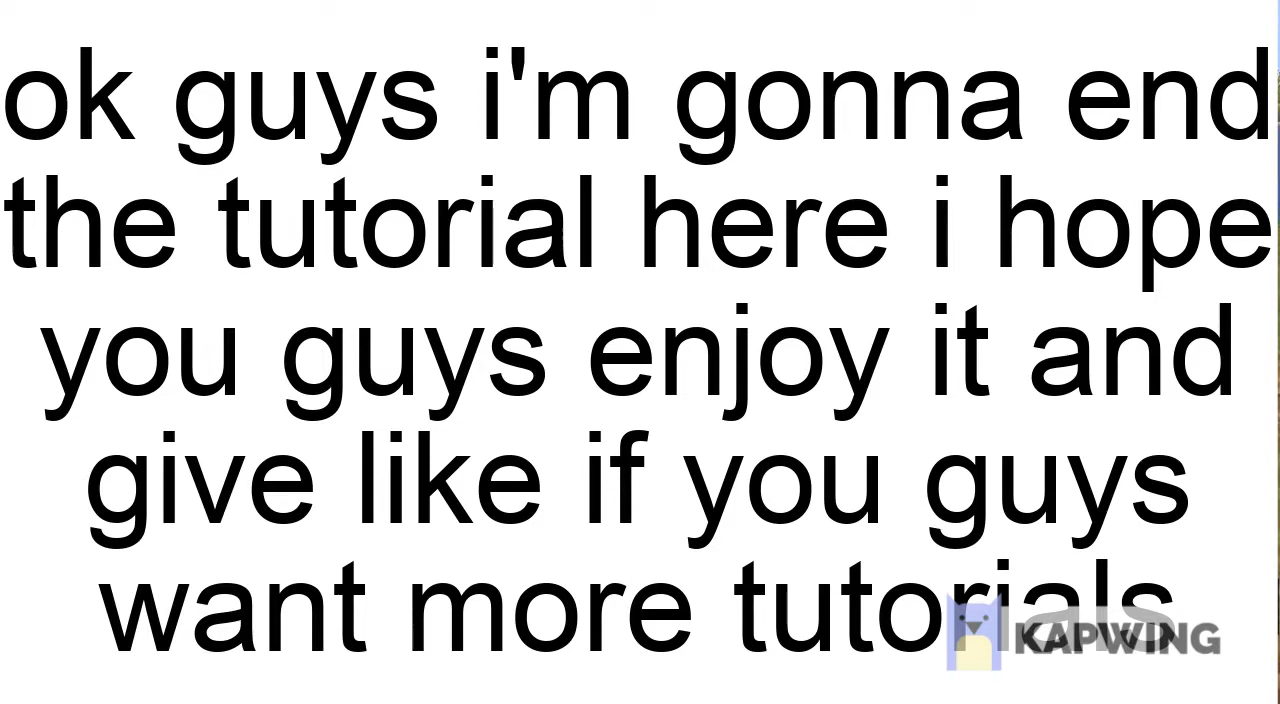 ok guys i'm gonna end
the tutorial here i hope
you guys enjoy it and
give like if you guys
want more tutorials
KAPWING